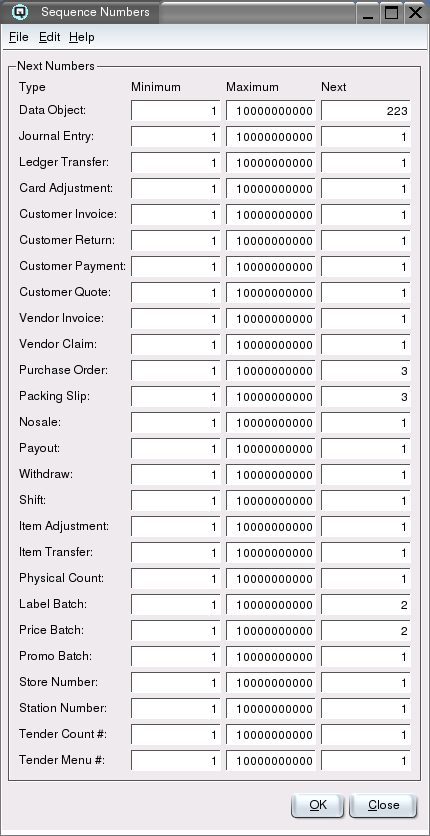 Sequence Numbers
File Edit Help
Next Numbers
Type Minimum Maximum Next
Data Object: 1 10000000000 223
Journal Entry: 1 10000000000 1
Ledger Transfer: 1 10000000000 1
Card Adjustment: 1 10000000000 1
Customer Invoice: 1 10000000000 1
Customer Return: 1 10000000000 1
Customer Payment: 1 10000000000 1
Customer Quote: 1 10000000000 1
Vendor Invoice: 1 10000000000 1
Vendor Claim: 1 10000000000 1
Purchase Order: 1 10000000000 3
Packing Slip: 1 10000000000 3
Nosale: 1 10000000000 1
Payout: 1 10000000000 1
Withdraw: 1 10000000000 1
Shift: 1 10000000000 1
Item Adjustment: 1 10000000000 1
Item Transfer: 1 10000000000 1
Physical Count: 1 10000000000 1
Label Batch: 1 10000000000 2
Price Batch: 1 10000000000 2
Promo Batch: 1 10000000000 1
Store Number: 1 10000000000 1
Station Number: 1 10000000000 1
Tender Count #: 1 10000000000 1
Tender Menu #: 1 10000000000 1
OK Close